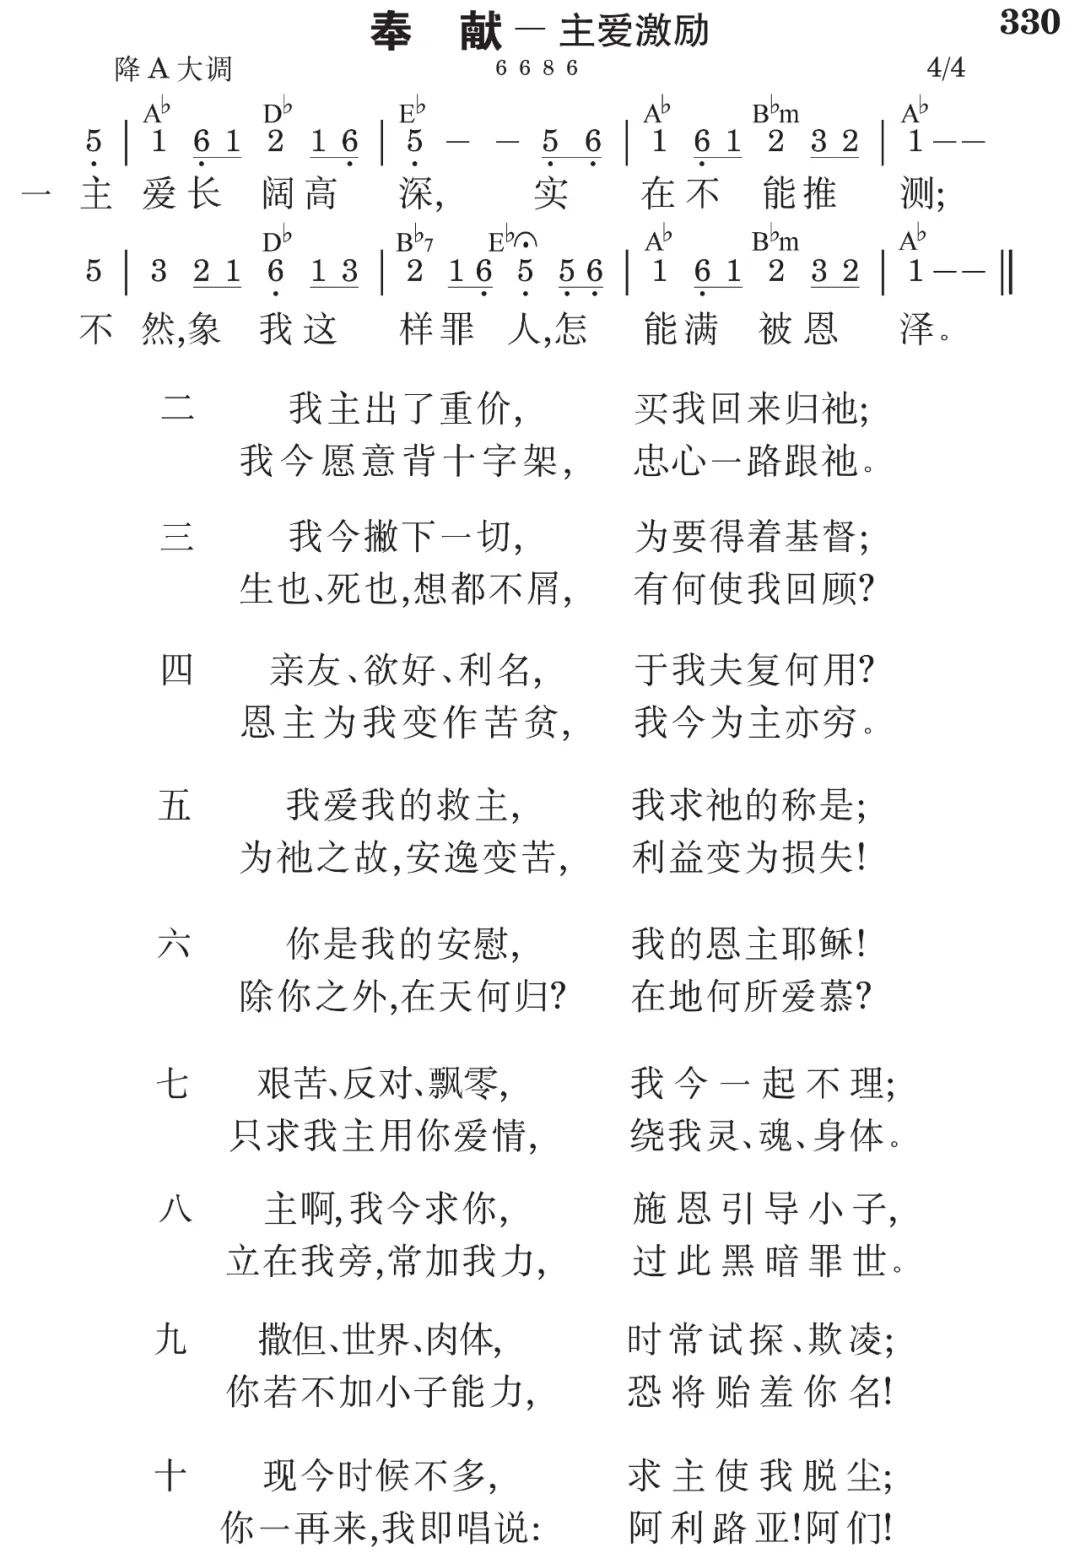 奉 献 — 主爱激励 330
降A大调 6 6 8 6 4/4
A♭ D♭ E♭ A♭ B♭m A♭
5̣ | 1 6̣ 1 2 1 6̣ | 5̣ — — 5̣ 6̣ | 1 6̣ 1 2 3 2 | 1 — —
一 主 爱 长 阔 高 深, 实 在 不 能 推 测;
D♭ B♭7 E♭ A♭ B♭m A♭
5 | 3 2 1 6̣ 1 3 | 2 1 6̣ 5̣ 5̣ 6̣ | 1 6̣ 1 2 3 2 | 1 — — ‖
不 然,象 我 这 样 罪 人,怎 能 满 被 恩 泽。
二 我主出了重价, 买我回来归祂;
我今愿意背十字架, 忠心一路跟祂。
三 我今撇下一切, 为要得着基督;
生也、死也,想都不屑, 有何使我回顾?
四 亲友、欲好、利名, 于我夫复何用?
恩主为我变作苦贫, 我今为主亦穷。
五 我爱我的救主, 我求祂的称是;
为祂之故,安逸变苦, 利益变为损失!
六 你是我的安慰, 我的恩主耶稣!
除你之外,在天何归? 在地何所爱慕?
七 艰苦、反对、飘零, 我今一起不理;
只求我主用你爱情, 绕我灵、魂、身体。
八 主啊,我今求你, 施恩引导小子,
立在我旁,常加我力, 过此黑暗罪世。
九 撒但、世界、肉体, 时常试探、欺凌;
你若不加小子能力, 恐将贻羞你名!
十 现今时候不多, 求主使我脱尘;
你一再来,我即唱说: 阿利路亚!阿们!